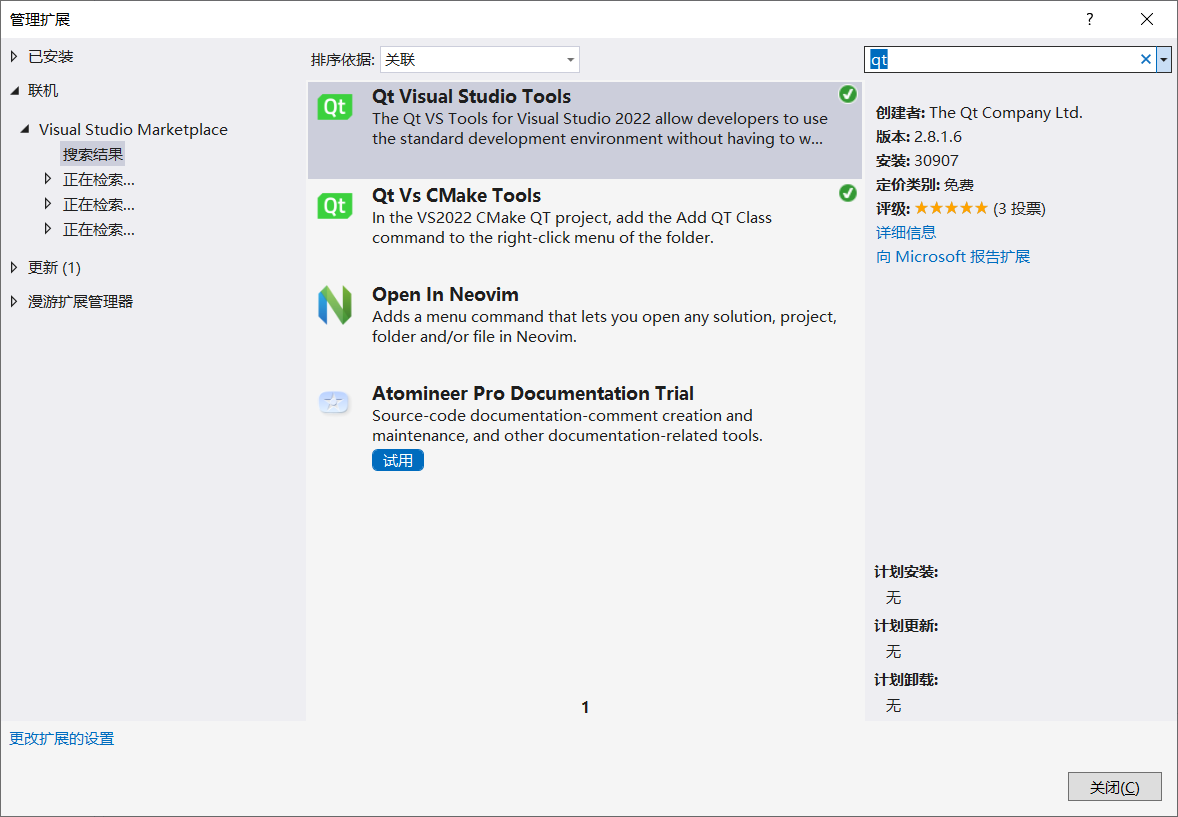 管理扩展
?
已安装
联机
Visual Studio Marketplace
搜索结果
正在检索...
正在检索...
正在检索...
更新 (1)
漫游扩展管理器
排序依据: 关联
Qt
Qt Visual Studio Tools
The Qt VS Tools for Visual Studio 2022 allow developers to use
the standard development environment without having to w...
Qt
Qt Vs CMake Tools
In the VS2022 CMake QT project, add the Add QT Class
command to the right-click menu of the folder.
Open In Neovim
Adds a menu command that lets you open any solution, project,
folder and/or file in Neovim.
Atomineer Pro Documentation Trial
Source-code documentation-comment creation and
maintenance, and other documentation-related tools.
试用
1
qt
创建者: The Qt Company Ltd.
版本: 2.8.1.6
安装: 30907
定价类别: 免费
评级: ★★★★★ (3 投票)
详细信息
向 Microsoft 报告扩展
计划安装:
无
计划更新:
无
计划卸载:
无
更改扩展的设置
关闭(C)